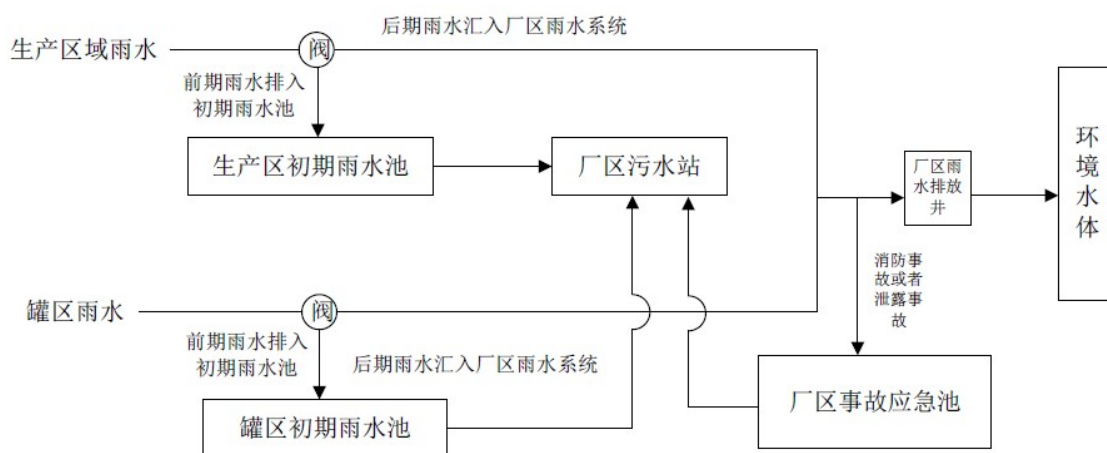 后期雨水汇入厂区雨水系统
生产区域雨水
阀
前期雨水排入
初期雨水池
生产区初期雨水池
厂区污水站
厂区雨
水排放
井
环
境
水
体
消防事
故或者
泄露事
故
罐区雨水
阀
前期雨水排入
初期雨水池
后期雨水汇入厂区雨水系统
罐区初期雨水池
厂区事故应急池